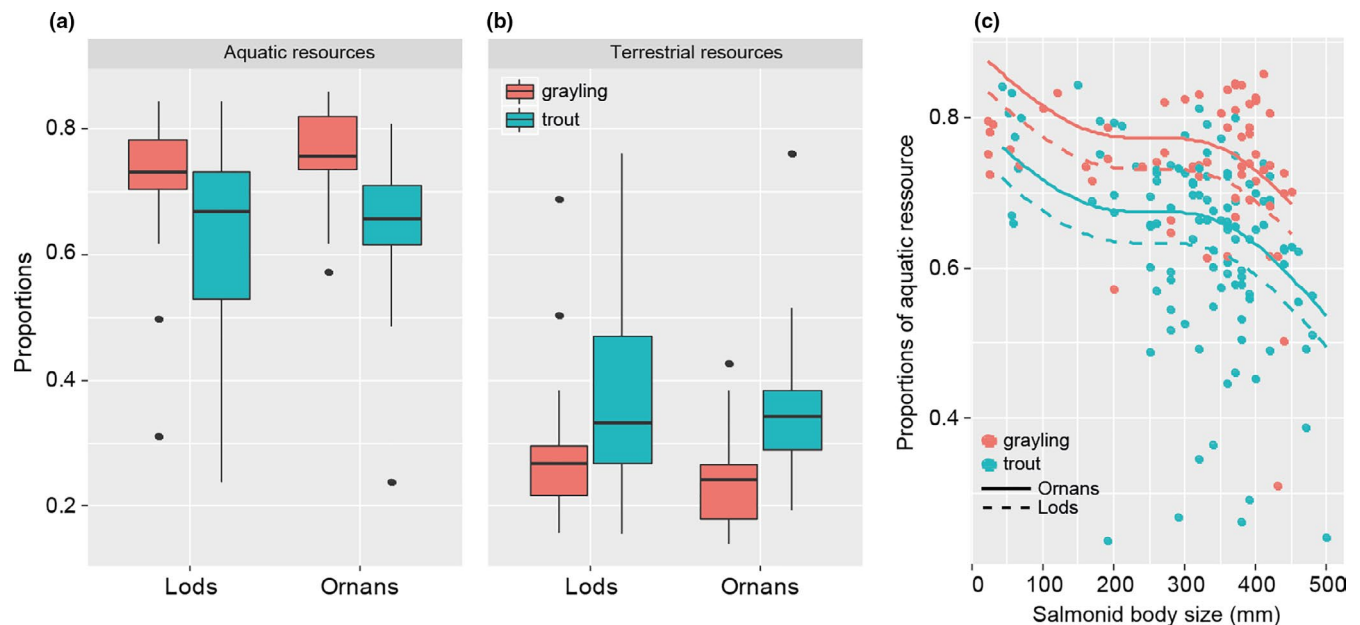 (a)
Aquatic resources
Proportions
0.8
0.6
0.4
0.2
Lods
Ornans
(b)
Terrestrial resources
grayling
trout
Lods
Ornans
(c)
Proportions of aquatic resource
0.8
0.6
0.4
grayling
trout
Ornans
Lods
0
100
200
300
400
500
Salmonid body size (mm)